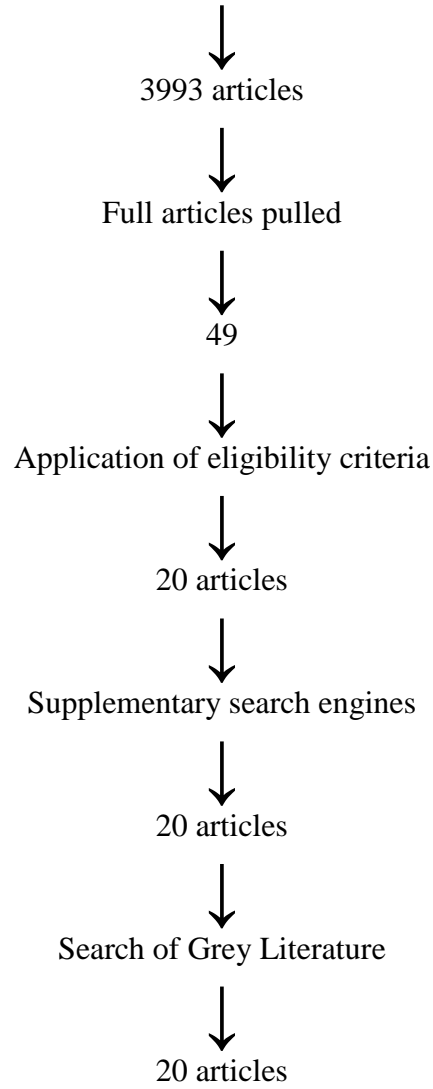 3993 articles
Full articles pulled
49
Application of eligibility criteria
20 articles
Supplementary search engines
20 articles
Search of Grey Literature
20 articles